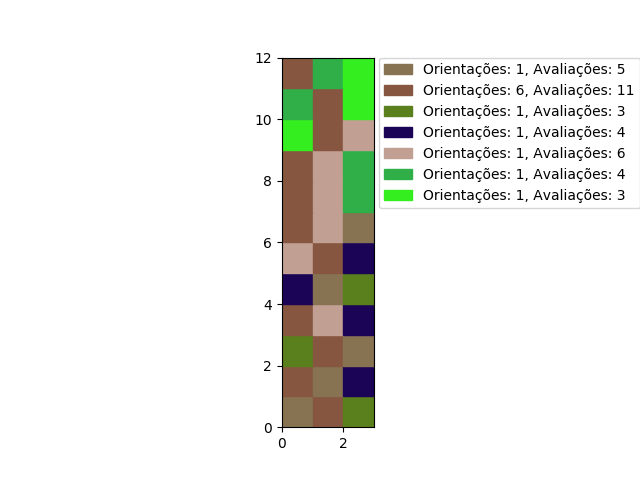 12
10
8
6
4
2
0
0 2
Orientações: 1, Avaliações: 5
Orientações: 6, Avaliações: 11
Orientações: 1, Avaliações: 3
Orientações: 1, Avaliações: 4
Orientações: 1, Avaliações: 6
Orientações: 1, Avaliações: 4
Orientações: 1, Avaliações: 3